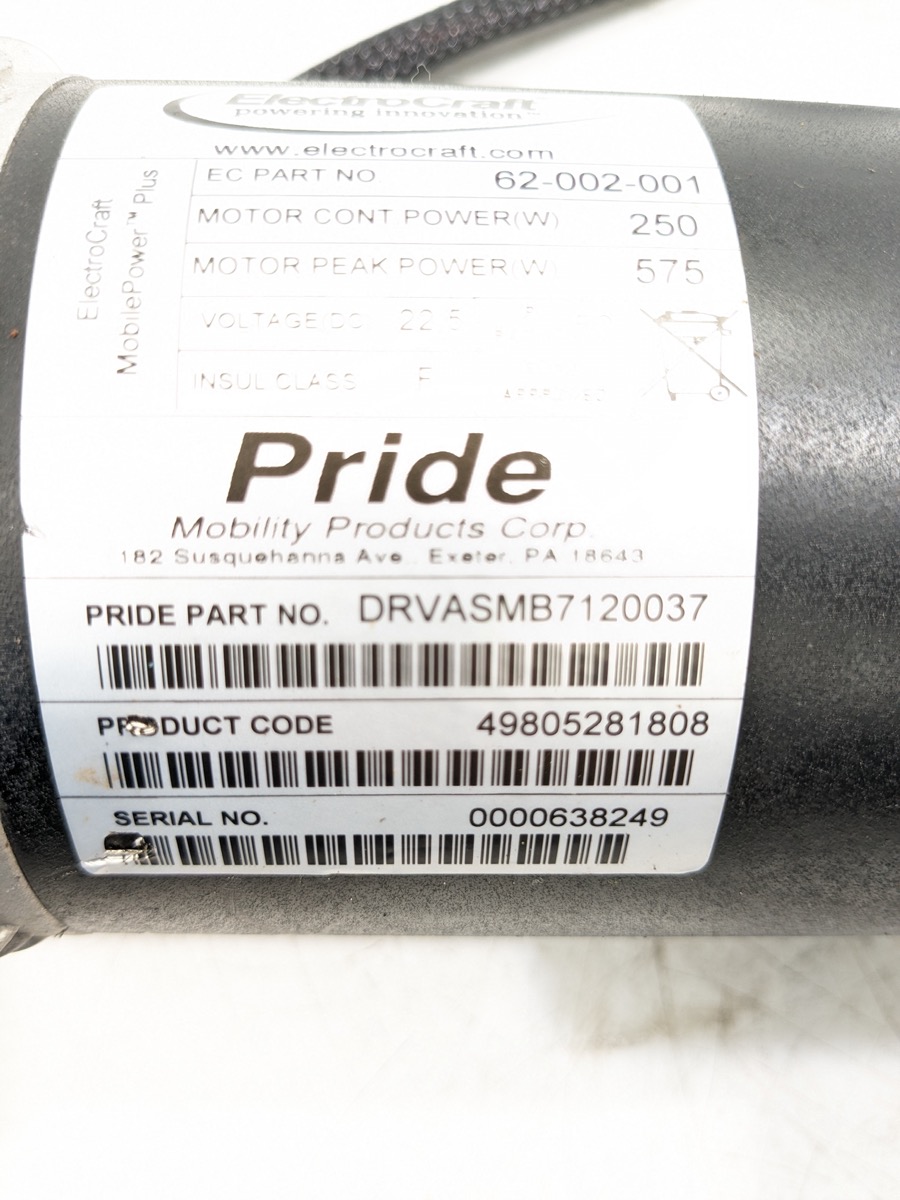 ElectroCraft
powering innovation™
www.electrocraft.com
ElectroCraft
MobilePower™ Plus
EC PART NO 62-002-001
MOTOR CONT POWER(W) 250
MOTOR PEAK POWER(W) 575
VOLTAGE/DC 22.5
INSUL CLASS F
Pride
Mobility Products Corp.
182 Susquehanna Ave., Exeter, PA 18643
PRIDE PART NO. DRVASMB7120037
PRODUCT CODE 49805281808
SERIAL NO. 0000638249